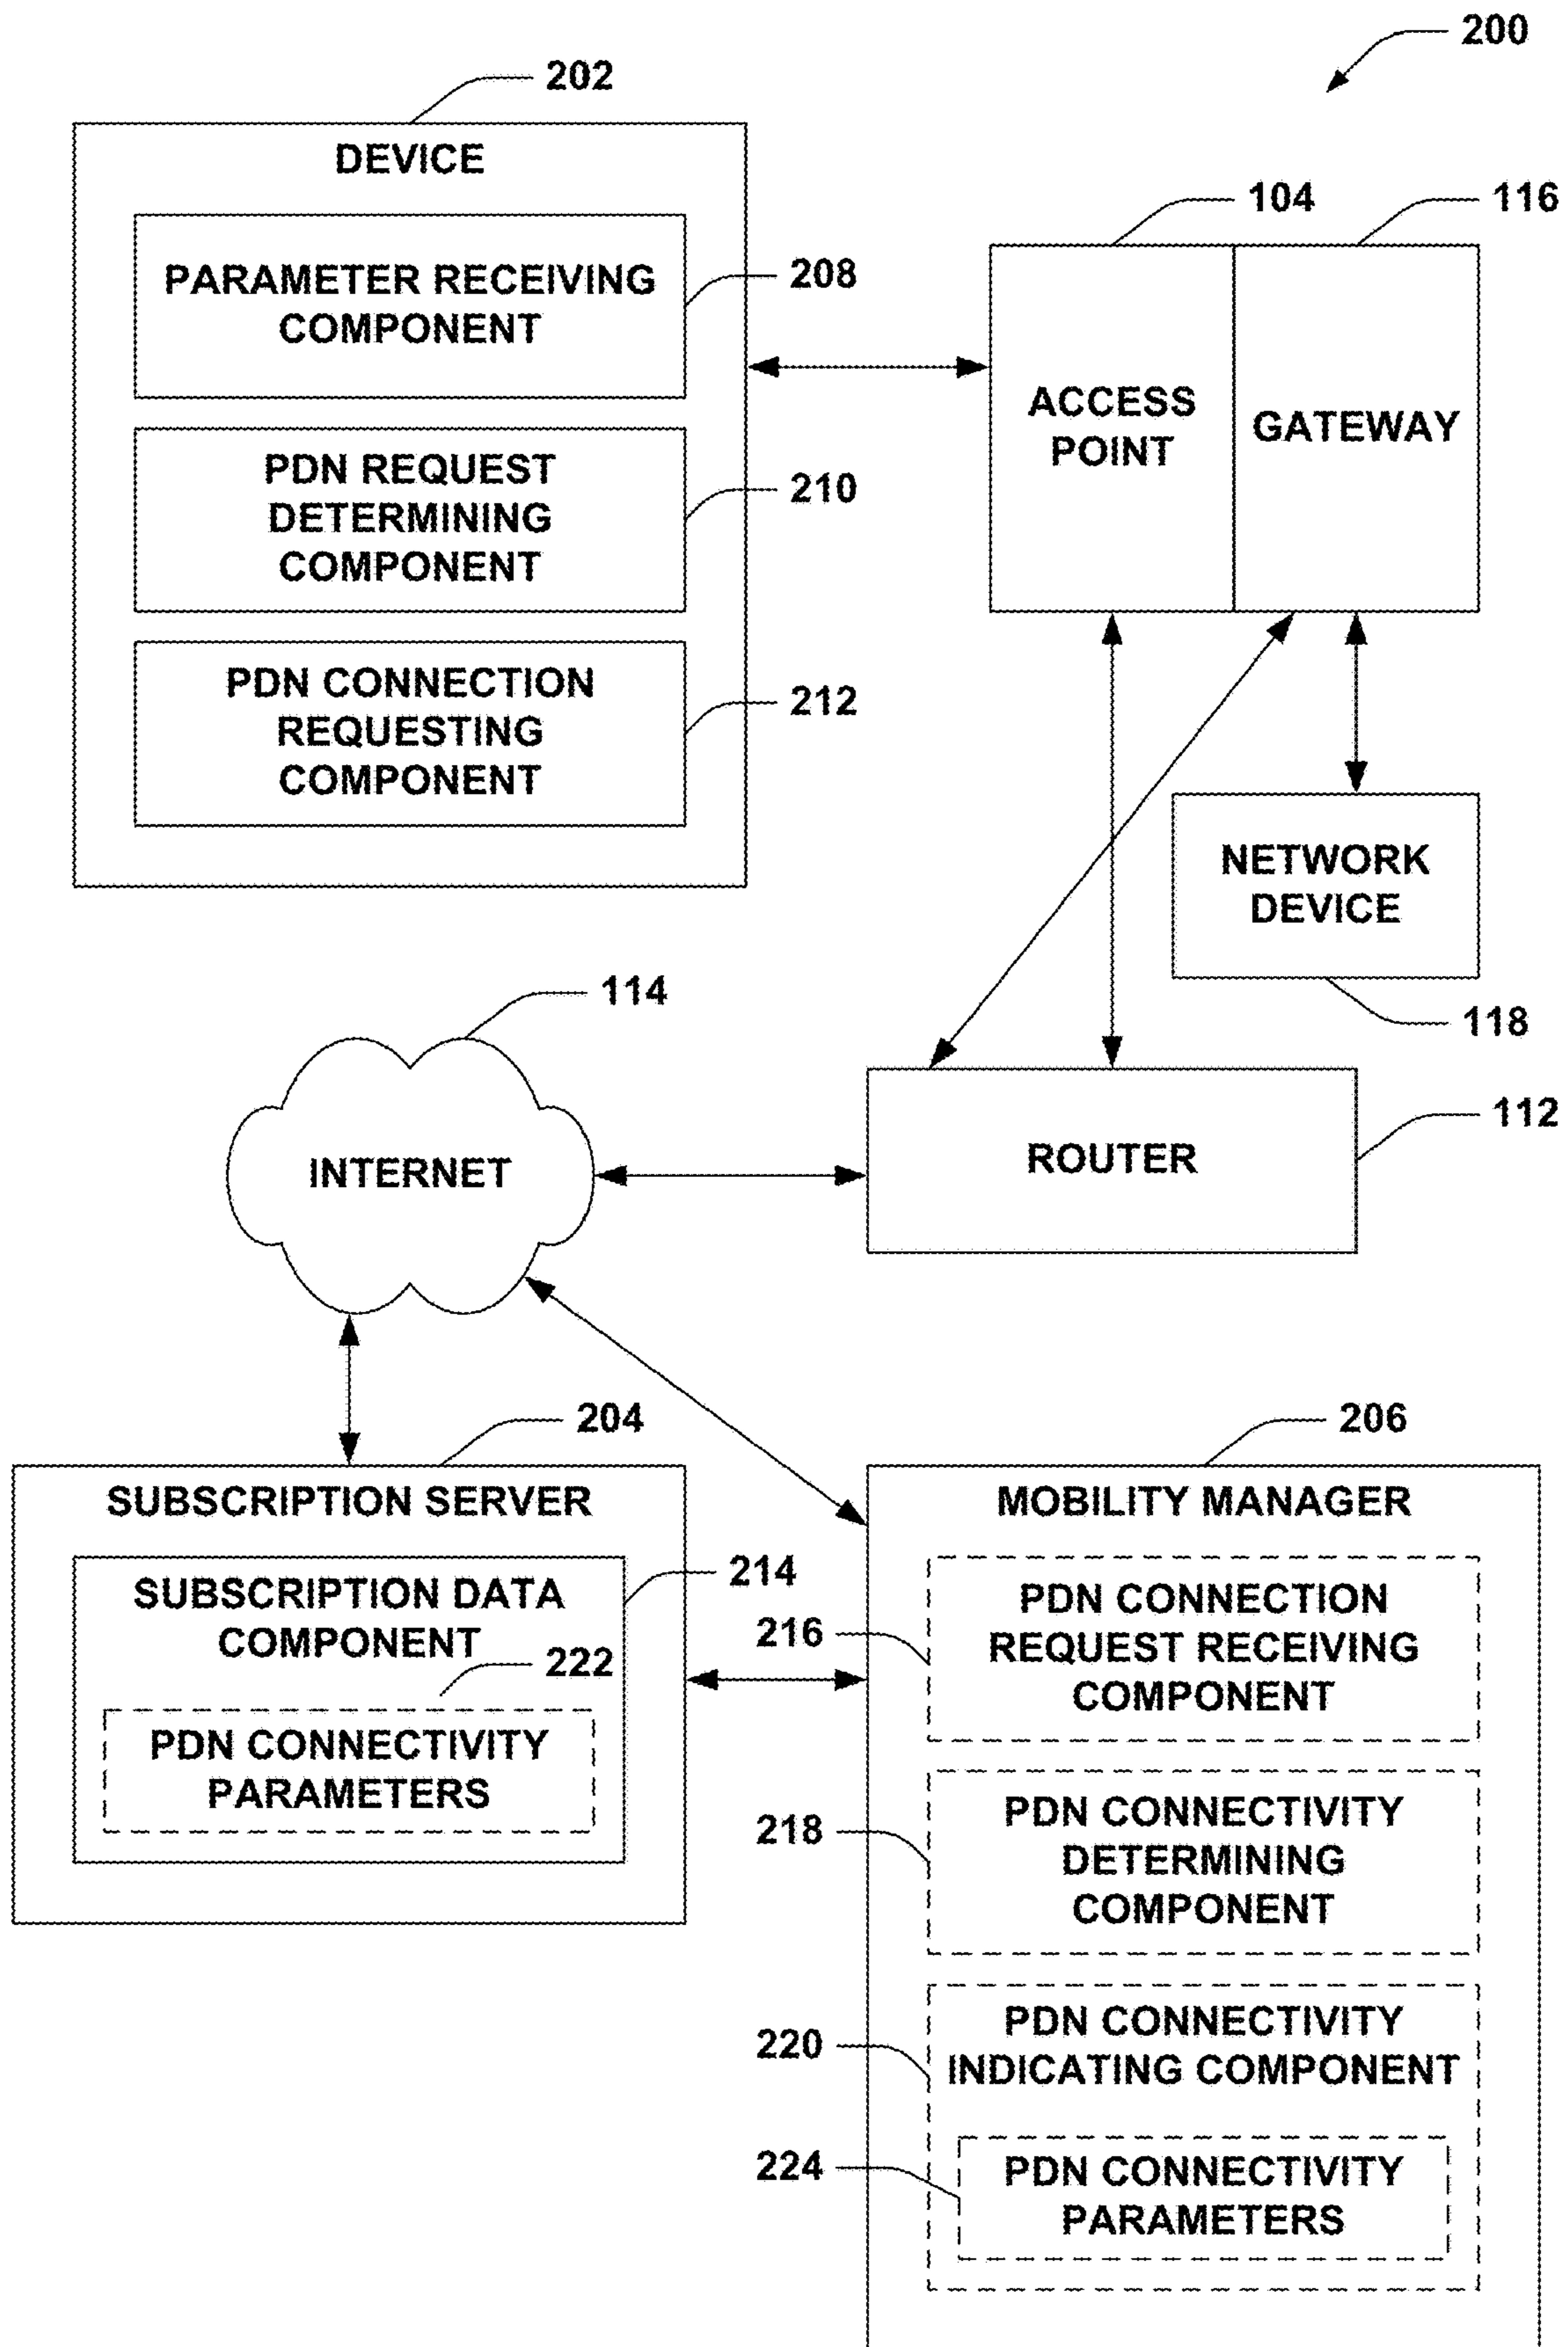 200
202
DEVICE
104
116
PARAMETER RECEIVING
COMPONENT
208
ACCESS
POINT
GATEWAY
PDN REQUEST
DETERMINING
COMPONENT
210
PDN CONNECTION
REQUESTING
COMPONENT
212
NETWORK
DEVICE
118
114
INTERNET
ROUTER
112
204
SUBSCRIPTION SERVER
SUBSCRIPTION DATA
COMPONENT
214
222
PDN CONNECTIVITY
PARAMETERS
206
MOBILITY MANAGER
216
PDN CONNECTION
REQUEST RECEIVING
COMPONENT
218
PDN CONNECTIVITY
DETERMINING
COMPONENT
220
PDN CONNECTIVITY
INDICATING COMPONENT
224
PDN CONNECTIVITY
PARAMETERS